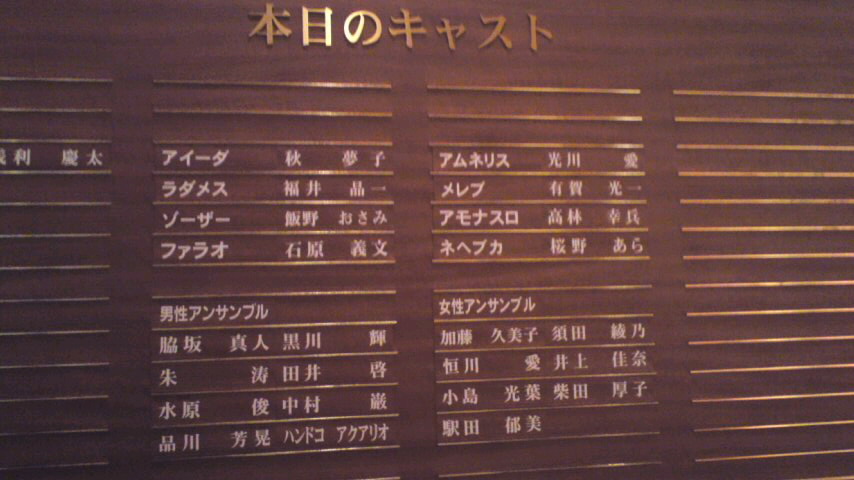 本日のキャスト
浅利 慶太
アイーダ 秋 夢子
ラダメス 福井 晶一
ゾーザー 飯野 おさみ
ファラオ 石原 義文
アムネリス 光川 愛
メレブ 有賀 光一
アモナスロ 高林 幸兵
ネヘブカ 桜野 あら
男性アンサンブル
脇坂 真人 黒川 輝
朱 涛 田井 啓
水原 俊 中村 巌
品川 芳晃 ハンドコ アクアリオ
女性アンサンブル
加藤 久美子 須田 綾乃
恒川 愛 井上 佳奈
小島 光葉 柴田 厚子
駅田 郁美